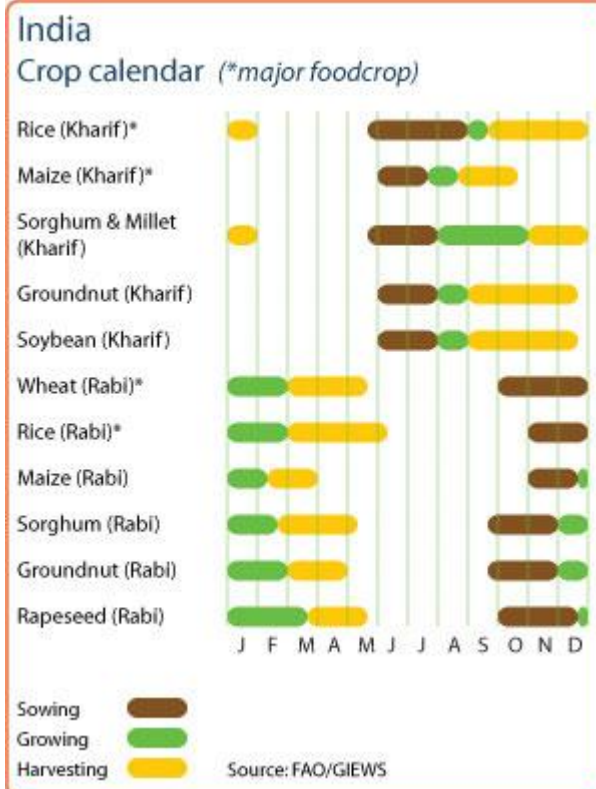 India
Crop calendar (*major foodcrop)
Rice (Kharif)*
Maize (Kharif)*
Sorghum & Millet
(Kharif)
Groundnut (Kharif)
Soybean (Kharif)
Wheat (Rabi)*
Rice (Rabi)*
Maize (Rabi)
Sorghum (Rabi)
Groundnut (Rabi)
Rapeseed (Rabi)
J F M A M J J A S O N D
Sowing
Growing
Harvesting Source: FAO/GIEWS